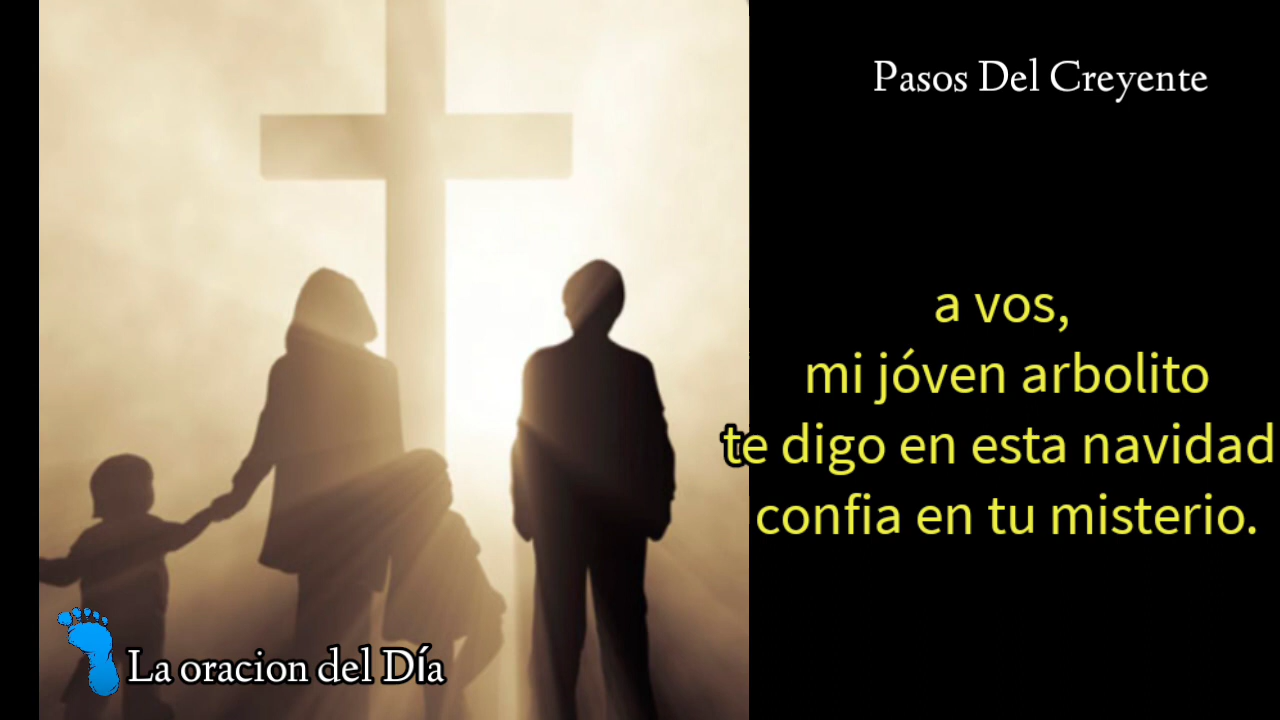 Pasos Del Creyente
a vos,
mi jóven arbolito
te digo en esta navidad
confia en tu misterio.
La oracion del Día